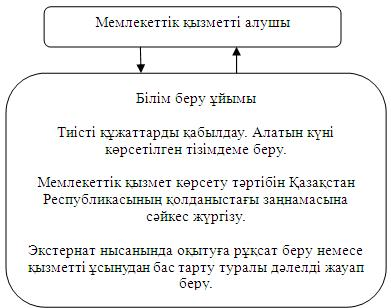 Мемлекеттік қызметті алушы
Білім беру ұйымы
Тиісті құжаттарды қабылдау. Алатын күні
көрсетілген тізімдеме беру.
Мемлекеттік қызмет көрсету тәртібін Қазақстан
Республикасының қолданыстағы заңнамасына
сәйкес жүргізу.
Экстернат нысанында оқытуға рұқсат беру немесе
қызметті ұсынудан бас тарту туралы дәлелді жауап
беру.